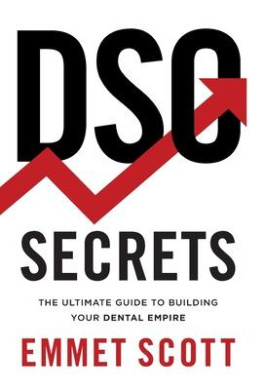 DSO
SECRETS
THE ULTIMATE GUIDE TO BUILDING
YOUR DENTAL EMPIRE
EMMET SCOTT